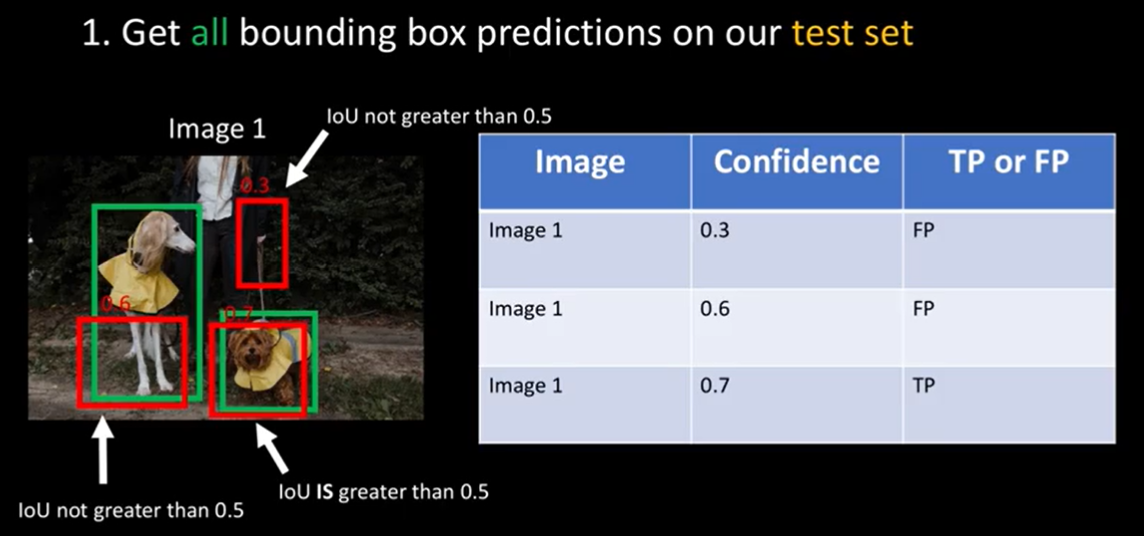 1. Get all bounding box predictions on our test set
IoU not greater than 0.5
Image 1
0.3
0.6
0.7
IoU not greater than 0.5
IoU IS greater than 0.5
Image Confidence TP or FP
Image 1 0.3 FP
Image 1 0.6 FP
Image 1 0.7 TP